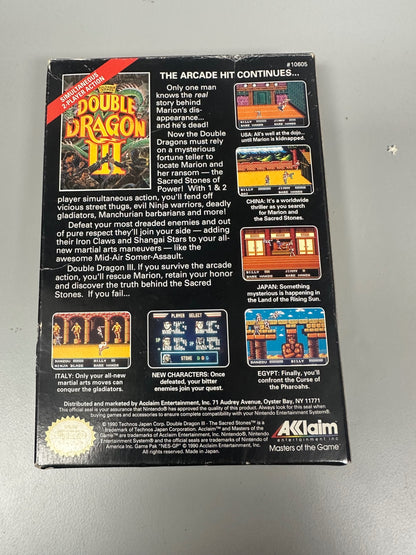 #10605
SIMULTANEOUS
2-PLAYER ACTION
DOUBLE
DRAGON
III
THE ARCADE HIT CONTINUES...
Only one man
knows the real
story behind
Marion's dis-
appearance...
and he's dead!
Now the Double
Dragons must rely
on a mysterious
fortune teller to
locate Marion and
her ransom — the
Sacred Stones of
Power! With 1 & 2
player simultaneous action, you'll fend off
vicious street thugs, evil Ninja warriors, deadly
gladiators, Manchurian barbarians and more!
Defeat your most dreaded enemies and out
of pure respect they'll join your side — adding
their Iron Claws and Shangai Stars to your all-
new martial arts maneuvers — like the
awesome Mid-Air Somer-Assault.
Double Dragon III. If you survive the arcade
action, you'll rescue Marion, retain your honor
and discover the truth behind the Sacred
Stones. If you fail...
USA: All's well at the dojo...
until Marion is kidnapped.
CHINA: It's a worldwide
thriller as you search
for Marion and
the Sacred Stones.
JAPAN: Something
mysterious is happening in
the Land of the Rising Sun.
PLAYER SELECT
ITALY: Only your all-new
martial arts moves can
conquer the gladiators.
NEW CHARACTERS: Once
defeated, your bitter
enemies join your quest.
EGYPT: Finally, you'll
confront the Curse of
the Pharoahs.
Distributed and marketed by Acclaim Entertainment, Inc. 71 Audrey Avenue, Oyster Bay, NY 11771
This official seal is your assurance that Nintendo® has approved the quality of this product. Always look for this seal when
buying games and accessories to ensure complete compatibility with your Nintendo Entertainment System®.
© 1990 Technos Japan Corp. Double Dragon III - The Sacred Stones™ is a
trademark of Technos Japan Corporation. Acclaim™ and Masters of the
Game™ are trademarks of Acclaim Entertainment, Inc. Nintendo®, Nintendo
Entertainment System® and the official seals are trademarks of Nintendo of
America Inc. Game Pak "NES-GP" © 1990 Acclaim Entertainment, Inc.
All rights reserved. Made in Japan.
AKKlaim
entertainment inc
Masters of the Game™